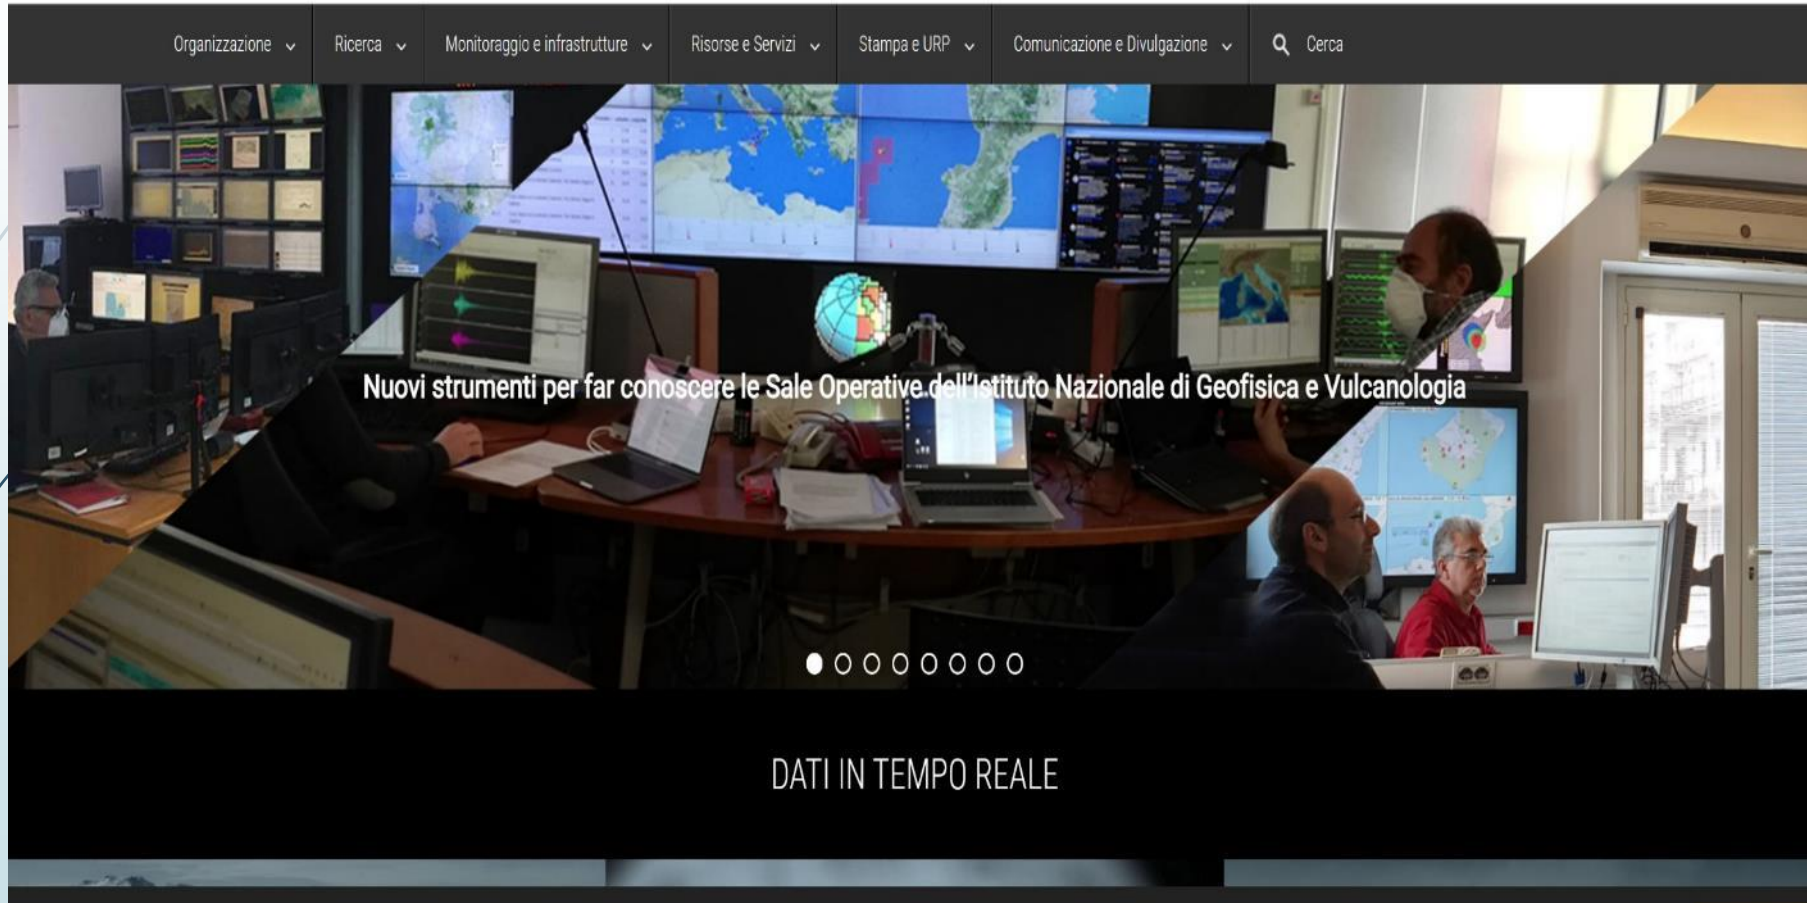 Organizzazione
Ricerca
Monitoraggio e infrastrutture
Risorse e Servizi
Stampa e URP
Comunicazione e Divulgazione
Cerca
Nuovi strumenti per far conoscere le Sale Operative dell'Istituto Nazionale di Geofisica e Vulcanologia
DATI IN TEMPO REALE